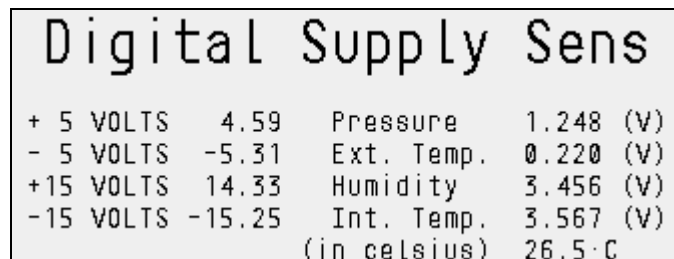 Digital Supply Sens
+ 5 VOLTS 4.59 Pressure 1.248 (V)
- 5 VOLTS -5.31 Ext. Temp. 0.220 (V)
+15 VOLTS 14.33 Humidity 3.456 (V)
-15 VOLTS -15.25 Int. Temp. 3.567 (V)
(in celsius) 26.5·C